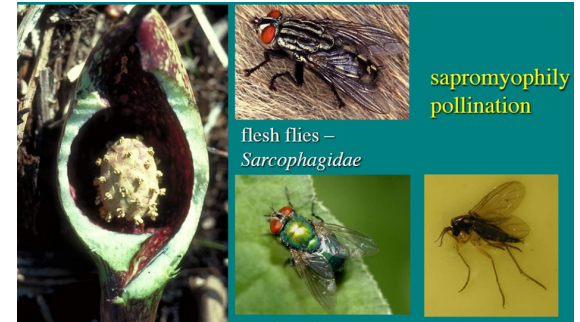 sapromyophily
pollination
flesh flies –
Sarcophagidae